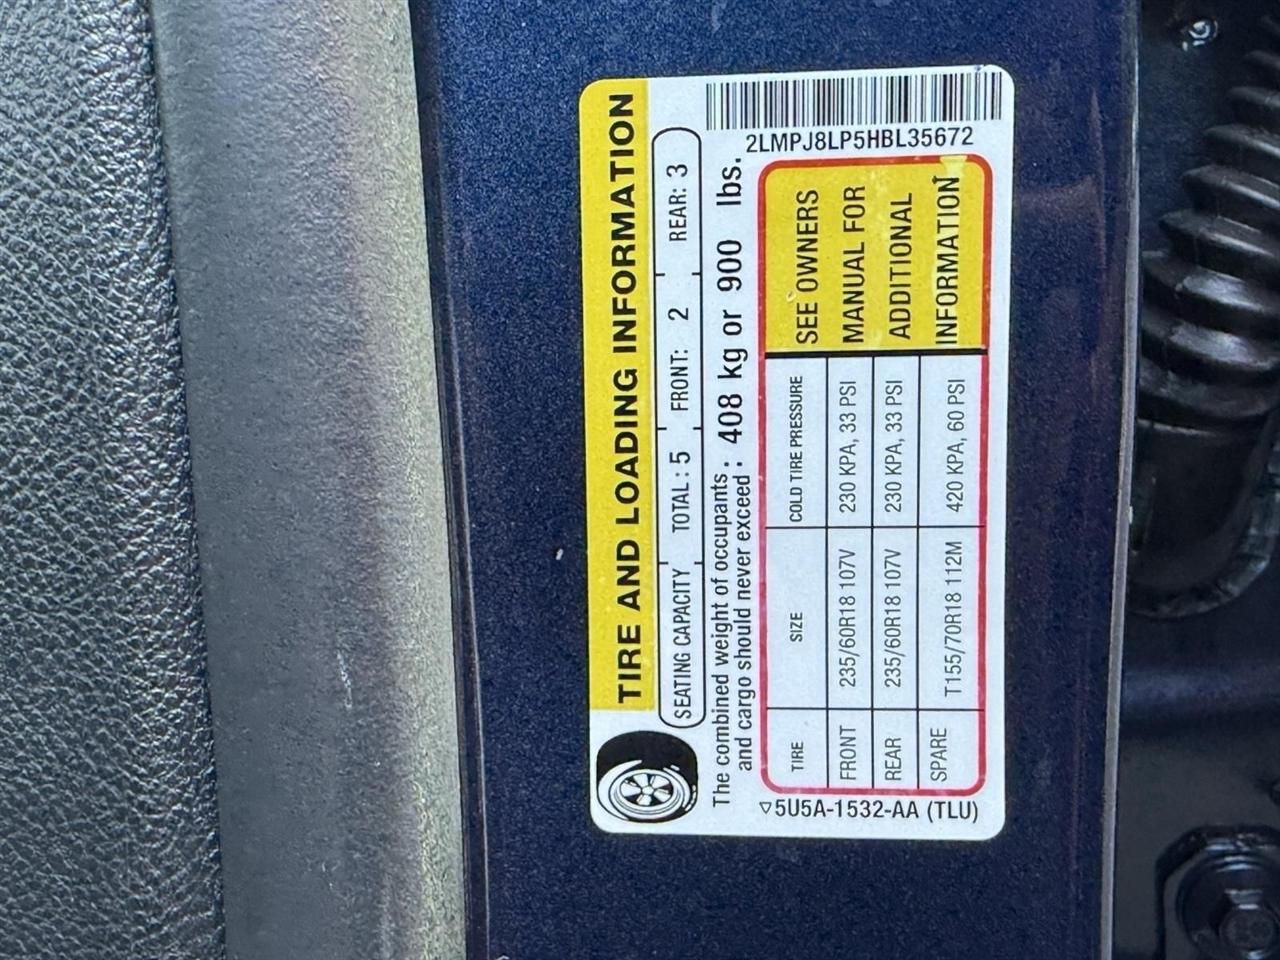 TIRE AND LOADING INFORMATION
SEATING CAPACITY TOTAL : 5 FRONT: 2 REAR: 3
The combined weight of occupants and cargo should never exceed : 408 kg or 900 lbs.
TIRE SIZE COLD TIRE PRESSURE
FRONT 235/60R18 107V 230 KPA, 33 PSI
REAR 235/60R18 107V 230 KPA, 33 PSI
SPARE T155/70R18 112M 420 KPA, 60 PSI
SEE OWNERS
MANUAL FOR
ADDITIONAL
INFORMATION
5U5A-1532-AA (TLU)
2LMPJ8LP5HBL35672